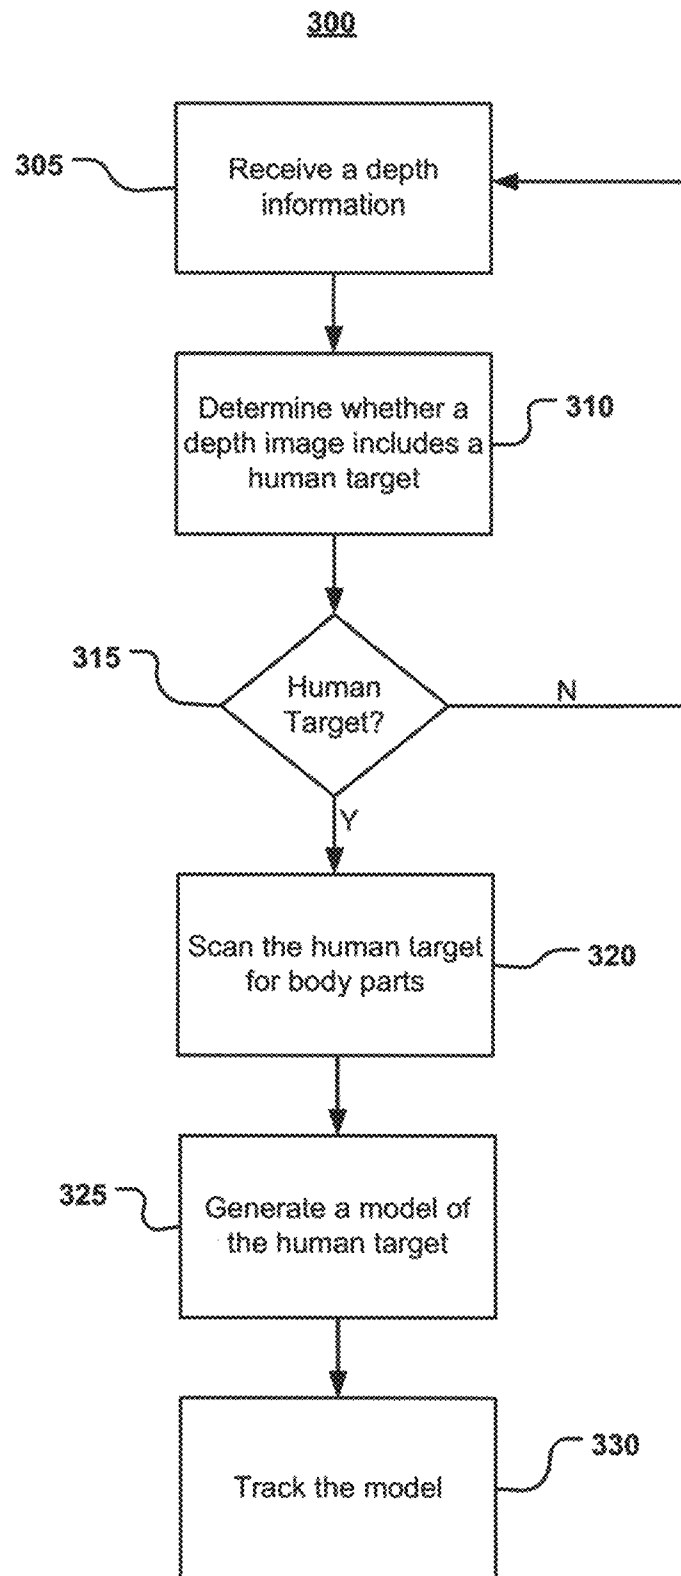 300
305
Receive a depth
information
Determine whether a
depth image includes a
human target
310
315
Human
Target?
N
Y
Scan the human target
for body parts
320
325
Generate a model of
the human target
330
Track the model